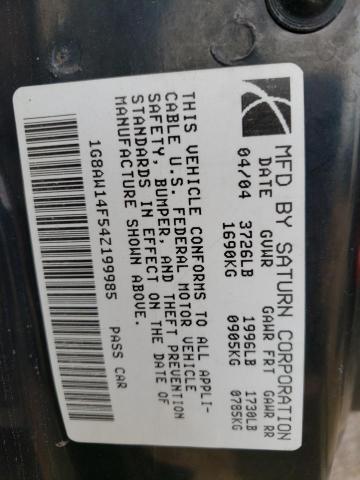 MFD BY SATURN CORPORATION
DATE GVWR GAWR FRT GAWR RR
04/04 3726LB 1996LB 1730LB
1690KG 0905KG 0785KG
THIS VEHICLE CONFORMS TO ALL APPLI-
CABLE U.S. FEDERAL MOTOR VEHICLE
SAFETY, BUMPER, AND THEFT PREVENTION
STANDARDS IN EFFECT ON THE DATE OF
MANUFACTURE SHOWN ABOVE.
1G8AW14F54Z199985 PASS CAR